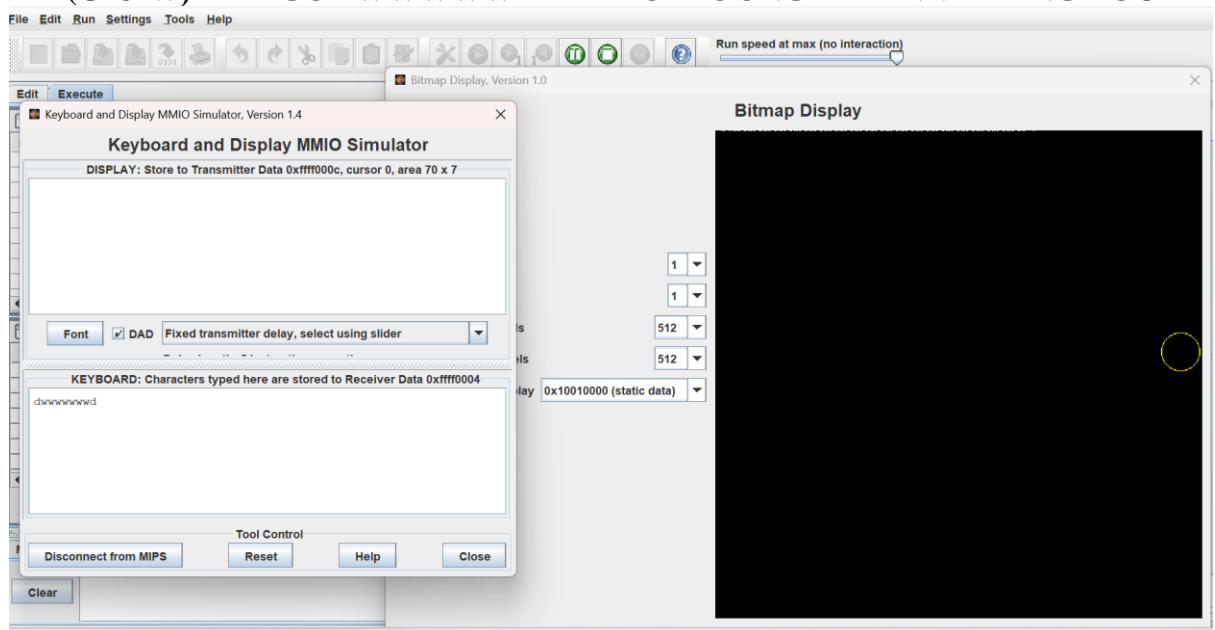 File Edit Run Settings Tools Help
Run speed at max (no interaction)
Edit Execute
Bitmap Display, Version 1.0
Keyboard and Display MMIO Simulator, Version 1.4
Keyboard and Display MMIO Simulator
DISPLAY: Store to Transmitter Data 0xffff000c, cursor 0, area 70 x 7
Font DAD Fixed transmitter delay, select using slider
KEYBOARD: Characters typed here are stored to Receiver Data 0xffff0004
dwwwwwwd
Tool Control
Disconnect from MIPS Reset Help Close
Clear
Bitmap Display
1
1
512
512
0x10010000 (static data)